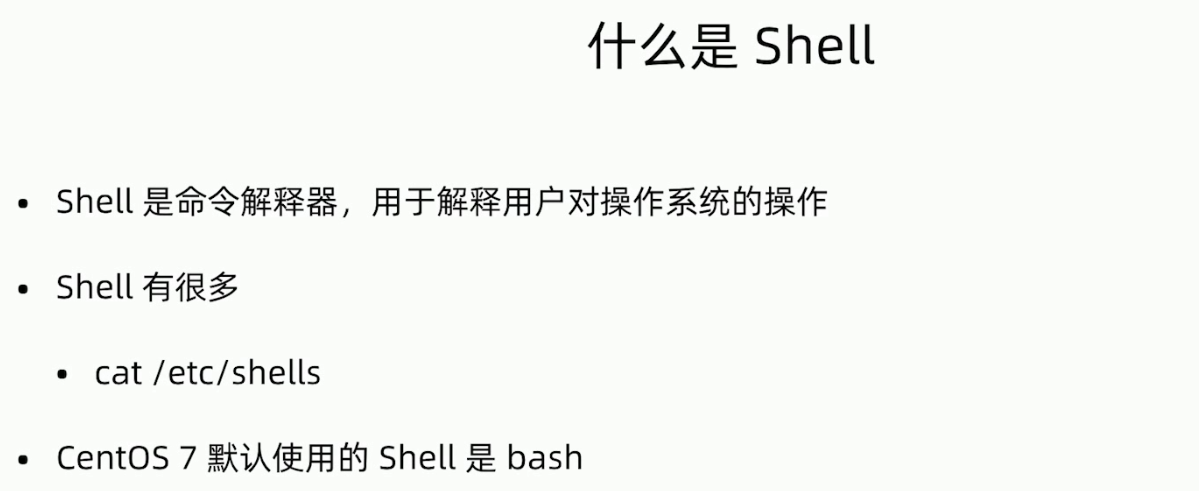 什么是 Shell
• Shell 是命令解释器，用于解释用户对操作系统的操作
• Shell 有很多
• cat /etc/shells
• CentOS 7 默认使用的 Shell 是 bash